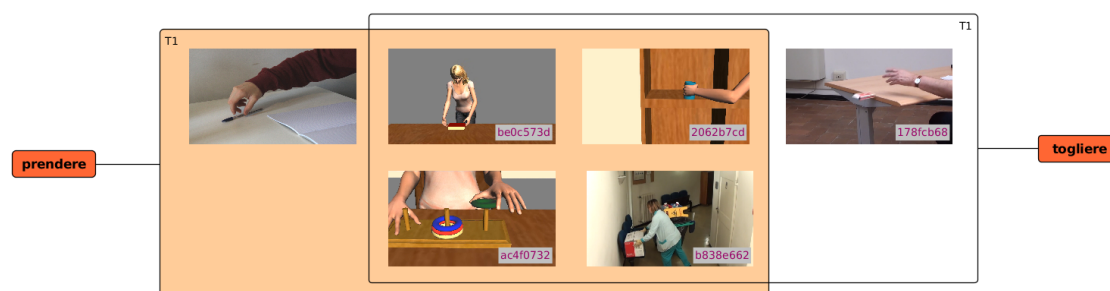 T1
T1
be0c573d
2062b7cd
178fcb68
prendere
togliere
ac4f0732
b838e662